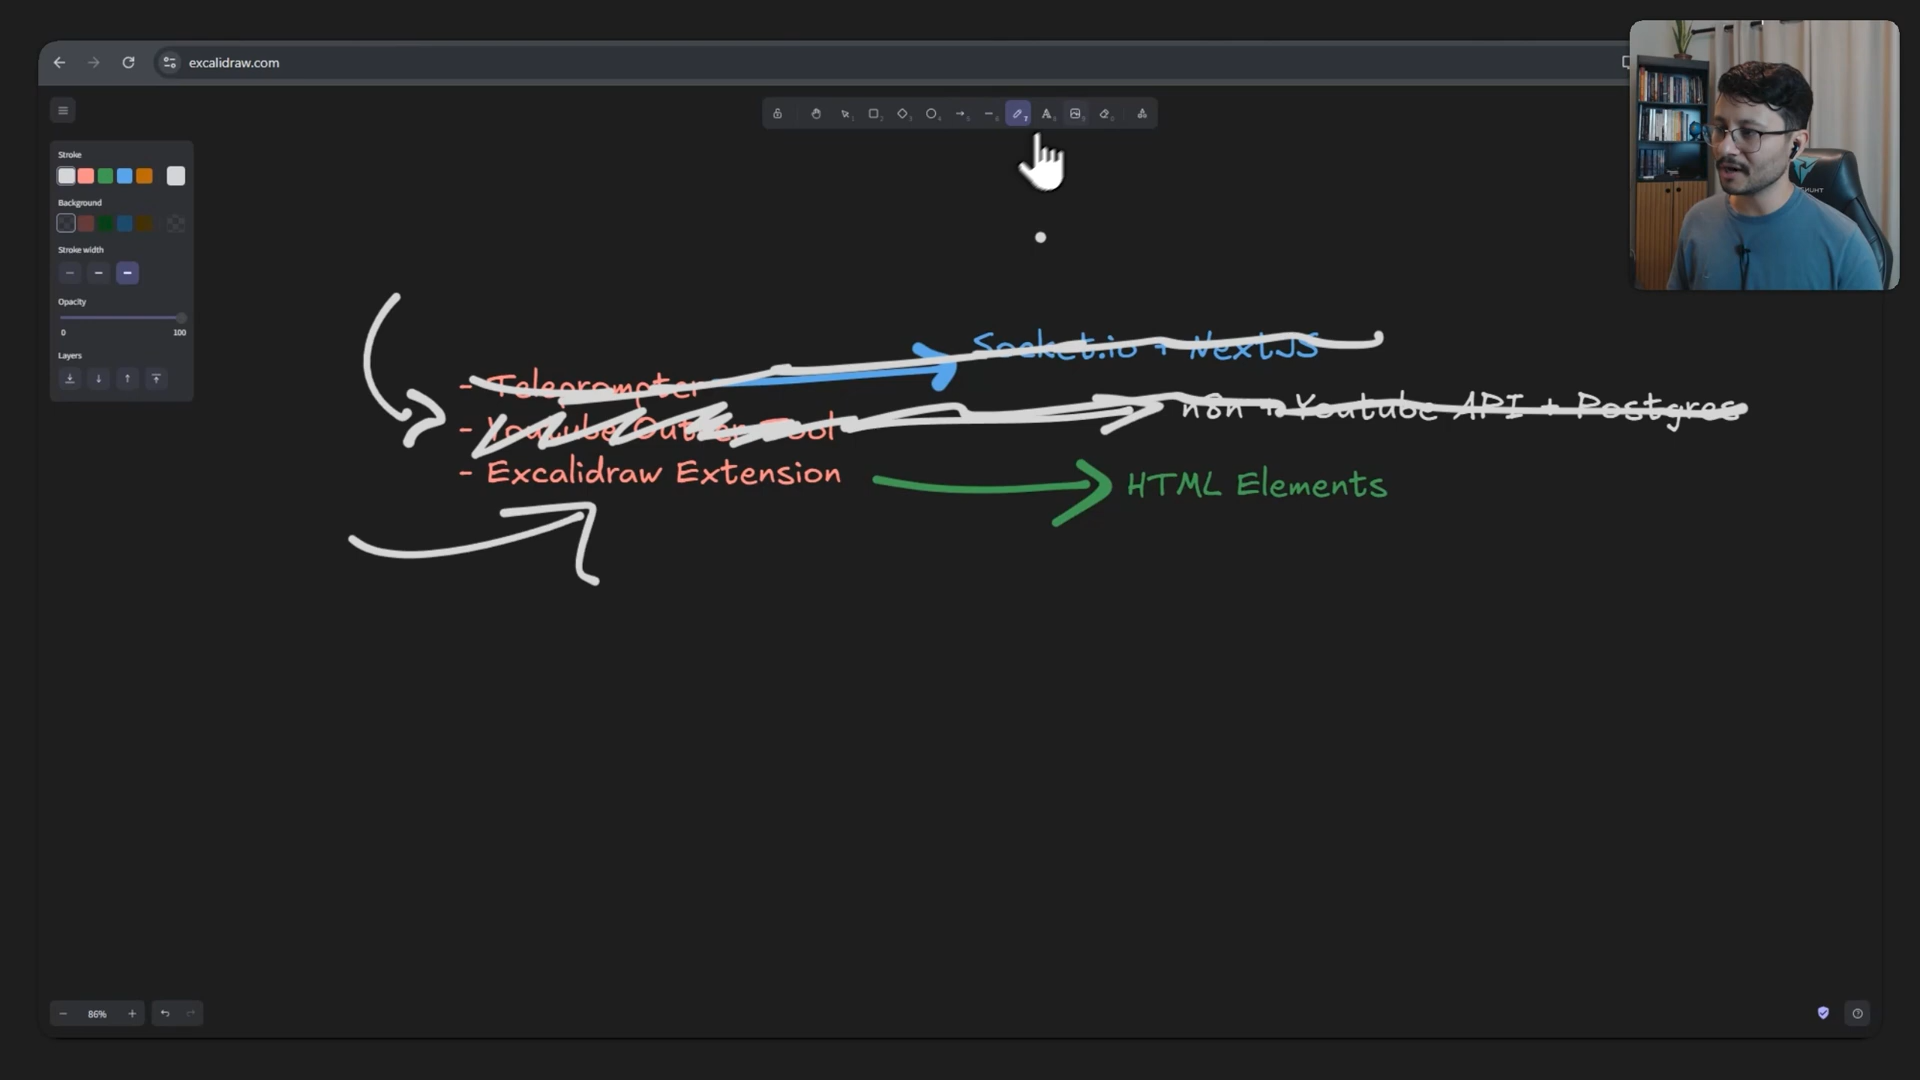 excalidraw.com
Stroke
Background
Stroke width
Opacity
0 100
Layers
- Teleprompter
Socket.io + NextJS
- Youtube Outlier Tool
n8n + Youtube API + Postgres
- Excalidraw Extension
HTML Elements
86%